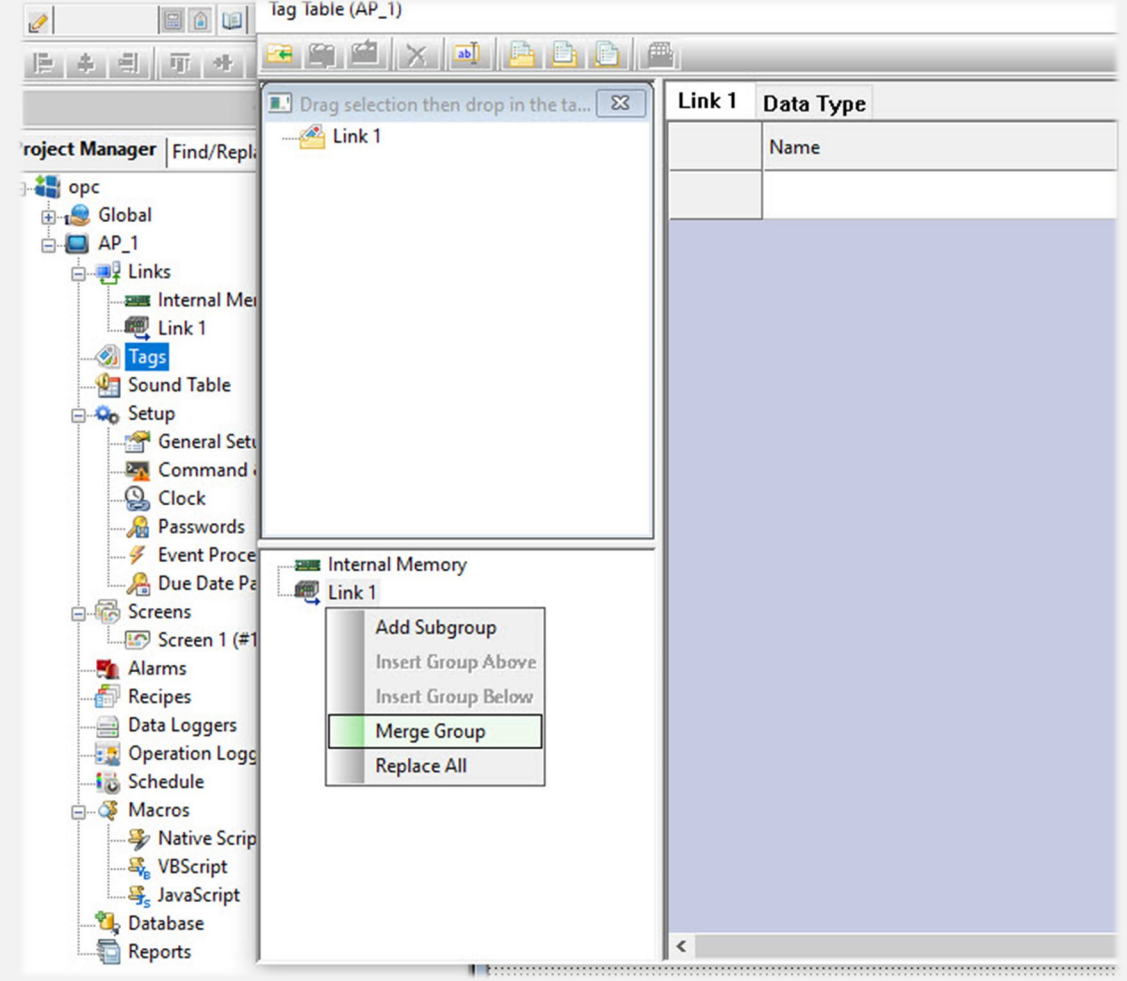 Tag Table (AP_1)
Drag selection then drop in the ta...
Link 1
Link 1 Data Type
Name
roject Manager Find/Repla
opc
Global
AP_1
Links
Internal Mer
Link 1
Tags
Sound Table
Setup
General Setu
Command
Clock
Passwords
Event Proce
Due Date Pa
Screens
Screen 1 (#1
Alarms
Recipes
Data Loggers
Operation Logg
Schedule
Macros
Native Scrip
VBScript
JavaScript
Database
Reports
Internal Memory
Link 1
Add Subgroup
Insert Group Above
Insert Group Below
Merge Group
Replace All